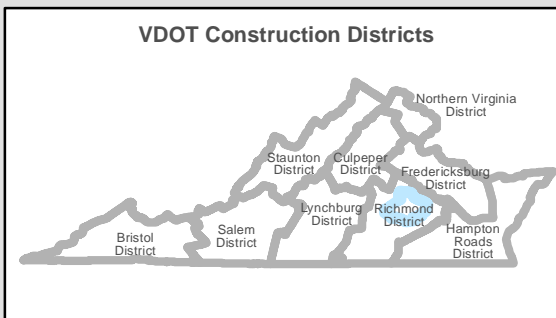 VDOT Construction Districts
Northern Virginia
District
Staunton
District
Culpeper
District
Fredericksburg
District
Lynchburg
District
Richmond
District
Hampton
Roads
District
Salem
District
Bristol
District